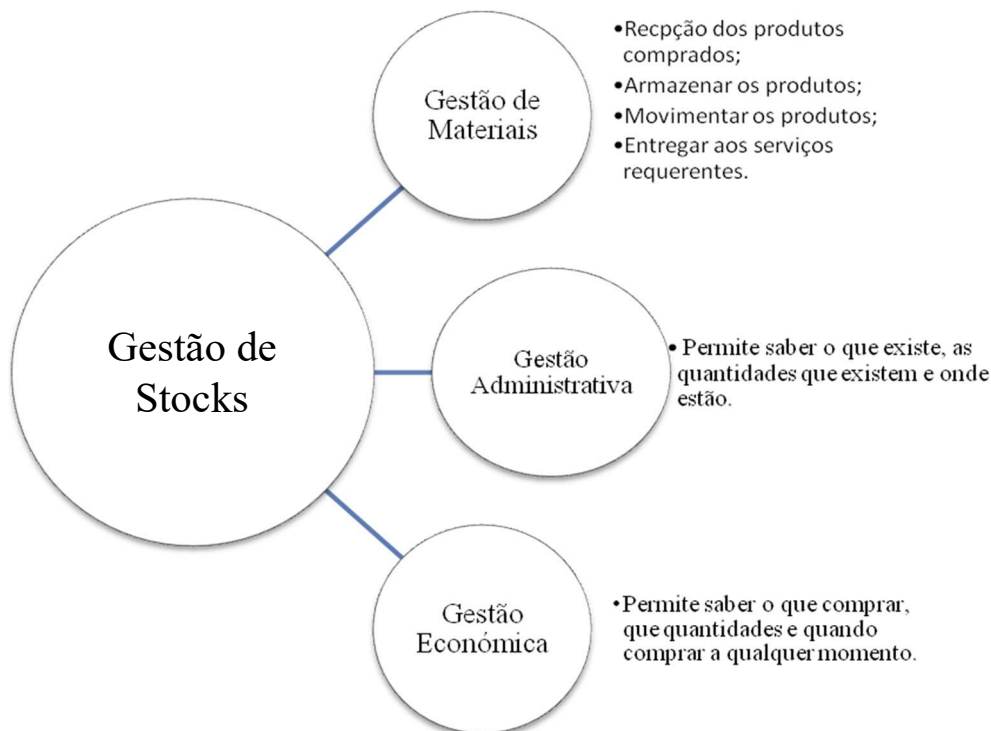 Gestão de
Stocks
Gestão de
Materiais
•Recpção dos produtos
comprados;
•Armazenar os produtos;
•Movimentar os produtos;
•Entregar aos serviços
requerentes.
Gestão
Administrativa
• Permite saber o que existe, as
quantidades que existem e onde
estão.
Gestão
Económica
•Permite saber o que comprar,
que quantidades e quando
comprar a qualquer momento.